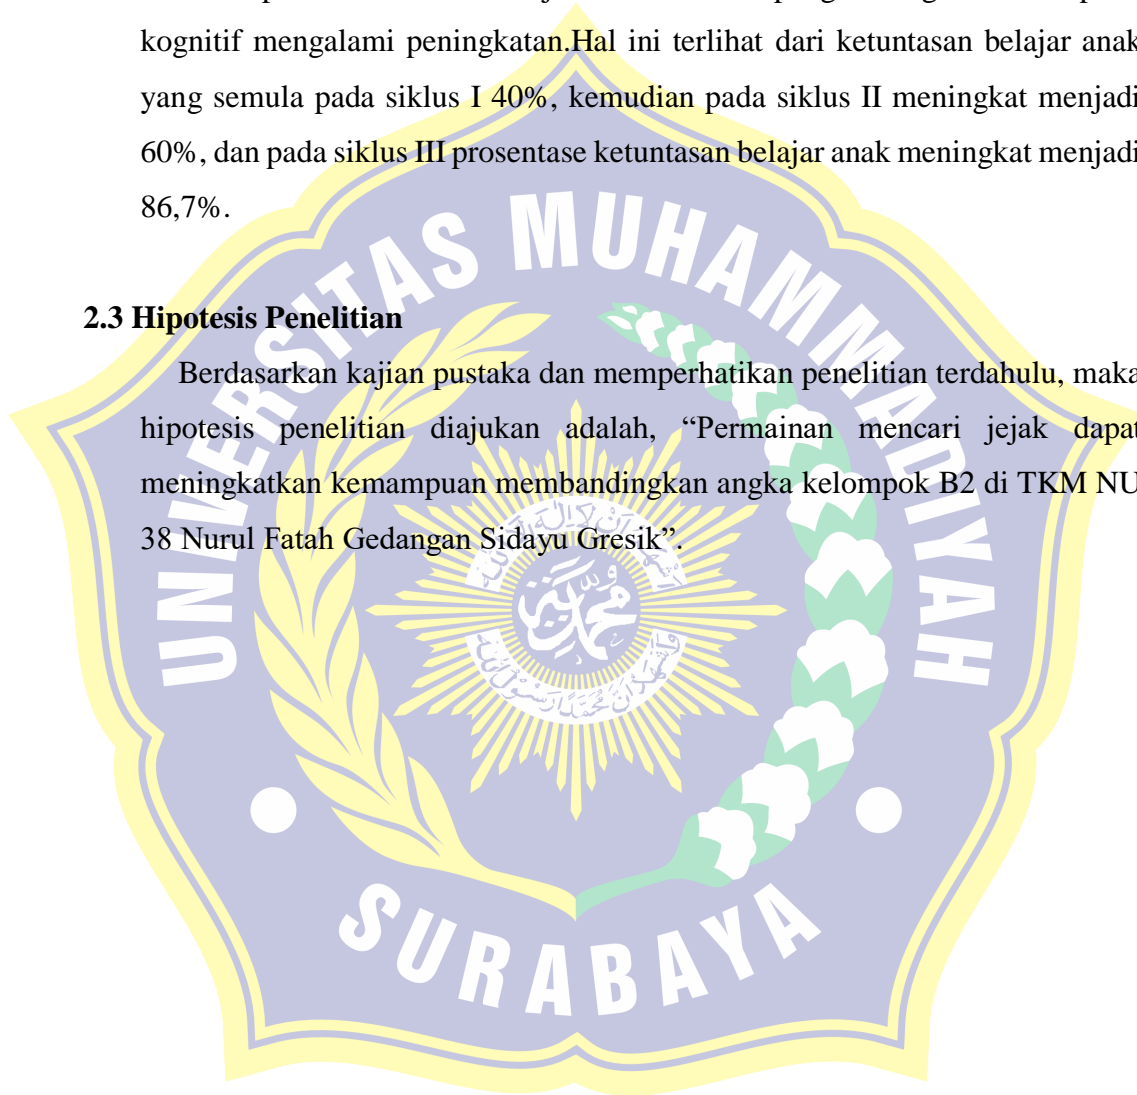 kognitif mengalami peningkatan.Hal ini terlihat dari ketuntasan belajar anak
yang semula pada siklus I 40%, kemudian pada siklus II meningkat menjadi
60%, dan pada siklus III prosentase ketuntasan belajar anak meningkat menjadi
86,7%.
UNIVERSITAS MUHAMMADIYAH
2.3 Hipotesis Penelitian
Berdasarkan kajian pustaka dan memperhatikan penelitian terdahulu, maka
hipotesis penelitian diajukan adalah, “Permainan mencari jejak dapat
meningkatkan kemampuan membandingkan angka kelompok B2 di TKM NU
38 Nurul Fatah Gedangan Sidayu Gresik”.
محمد
SURABAYA